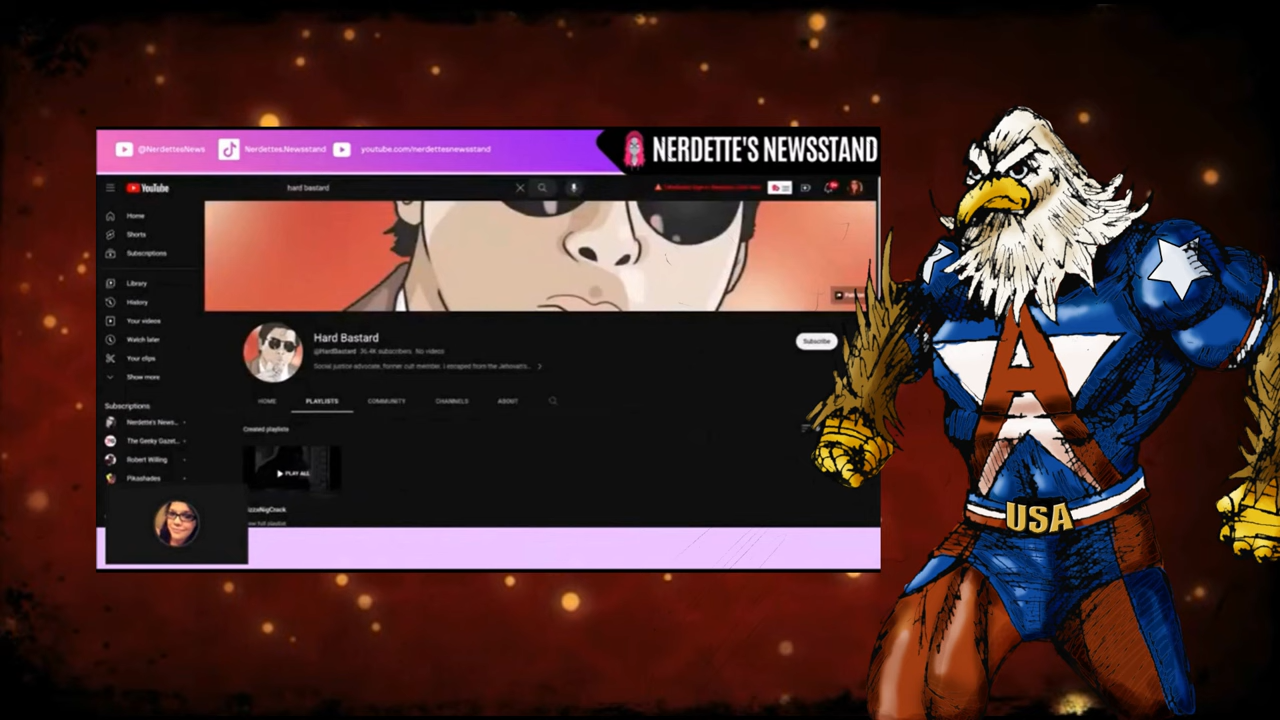 @NerdettesNews
Nerdettes.Newsstand
youtube.com/nerdettesnewsstand
NERDETTE'S NEWSSTAND
YouTube
hard bastard
Home
Shorts
Subscriptions
Library
History
Your videos
Watch later
Your clips
Show more
Subscriptions
Nerdette's News...
The Geeky Gazet...
Robert Willing
Pikashades
Hard Bastard
@HardBastard 35.4K subscribers No videos
Social justice advocate, former cult member. I escaped from the Jehovah's...
Subscribe
HOME
PLAYLISTS
COMMUNITY
CHANNELS
ABOUT
Created playlists
PLAY ALL
A
USA